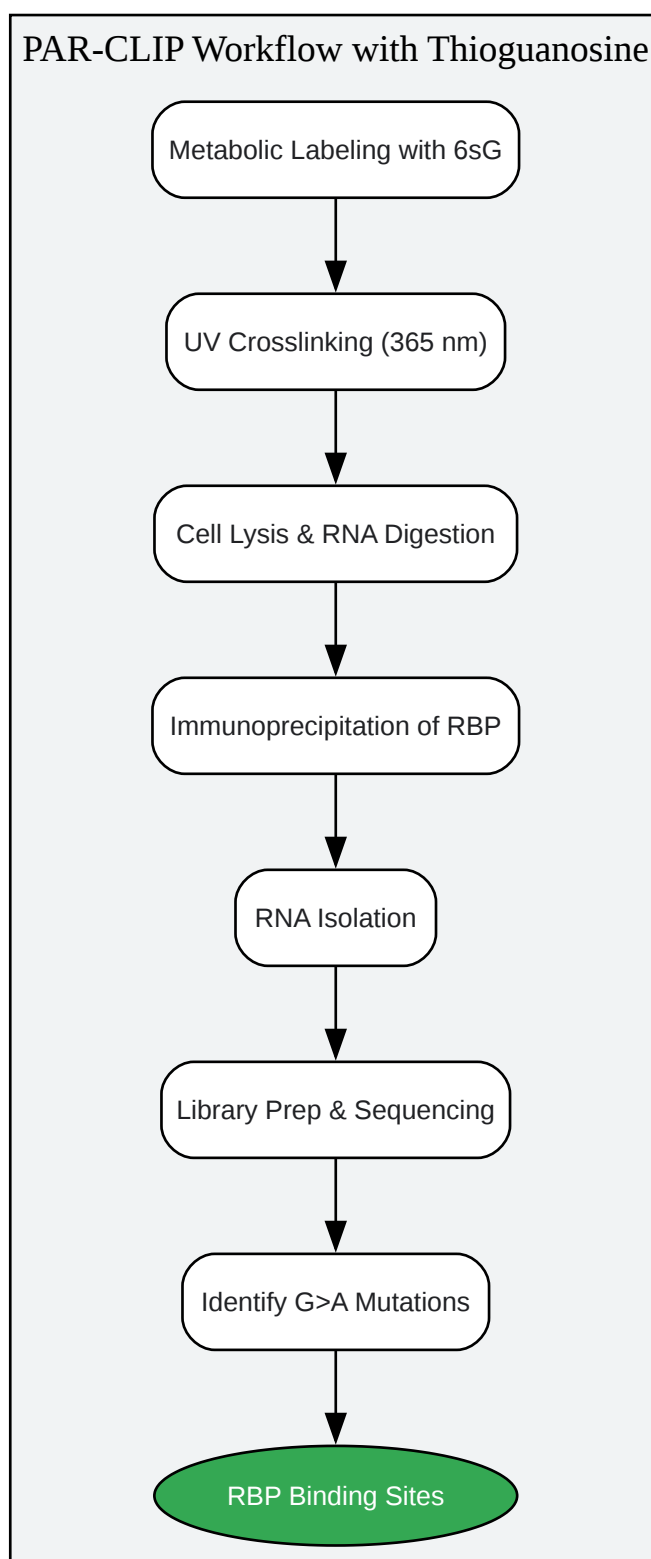 PAR-CLIP Workflow with Thioguanosine
Metabolic Labeling with 6sG
UV Crosslinking (365 nm)
Cell Lysis & RNA Digestion
Immunoprecipitation of RBP
RNA Isolation
Library Prep & Sequencing
Identify G>A Mutations
RBP Binding Sites